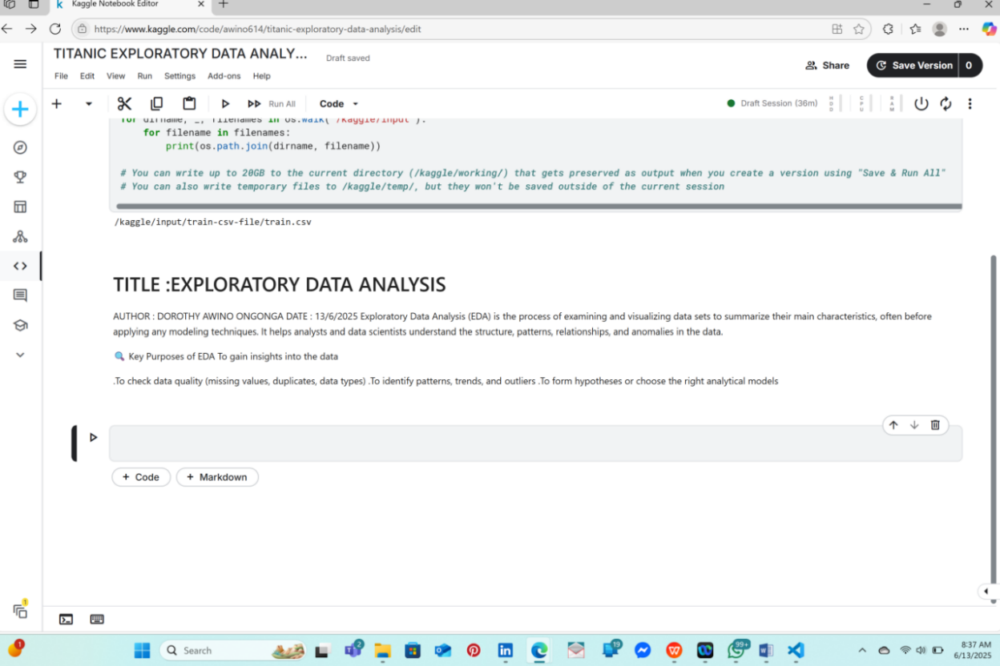 Kaggle Notebook Editor
https://www.kaggle.com/code/awino614/titanic-exploratory-data-analysis/edit
TITANIC EXPLORATORY DATA ANALY...
Draft saved
Share
Save Version
0
File Edit View Run Settings Add-ons Help
Run All
Code
Draft Session (36m)
HDD
CPU
RAM
for dirname, _, filenames in os.walk('/kaggle/input'):
for filename in filenames:
print(os.path.join(dirname, filename))
# You can write up to 20GB to the current directory (/kaggle/working/) that gets preserved as output when you create a version using "Save & Run All"
# You can also write temporary files to /kaggle/temp/, but they won't be saved outside of the current session
/kaggle/input/train-csv-file/train.csv
TITLE :EXPLORATORY DATA ANALYSIS
AUTHOR : DOROTHY AWINO ONGONGA DATE : 13/6/2025 Exploratory Data Analysis (EDA) is the process of examining and visualizing data sets to summarize their main characteristics, often before
applying any modeling techniques. It helps analysts and data scientists understand the structure, patterns, relationships, and anomalies in the data.
🔍 Key Purposes of EDA To gain insights into the data
.To check data quality (missing values, duplicates, data types) .To identify patterns, trends, and outliers .To form hypotheses or choose the right analytical models
+ Code
+ Markdown
1
1
Search
2
19
99+
8:37 AM
6/13/2025